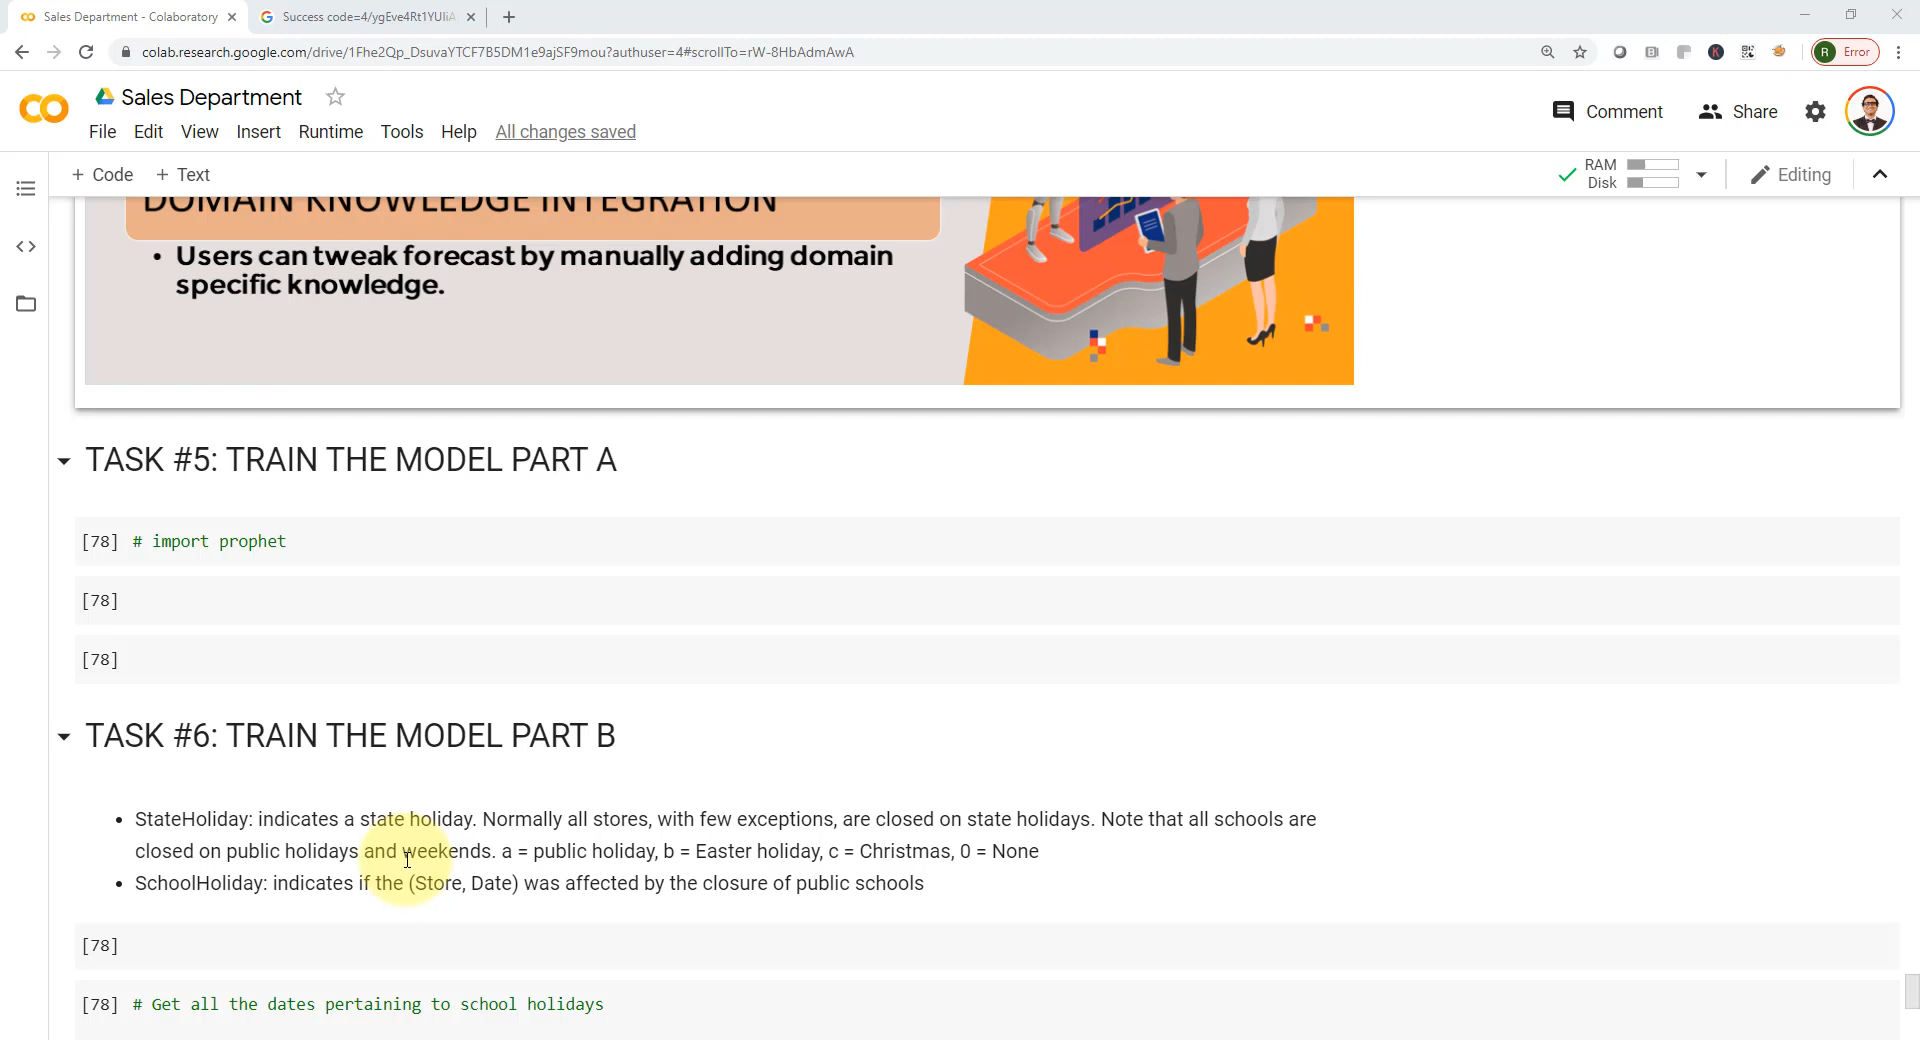 Sales Department - Colaboratory
Success code=4/ygEve4Rt1YUliA
colab.research.google.com/drive/1Fhe2Qp_DsuvaYTCF7B5DM1e9ajSF9mou?authuser=4#scrollTo=rW-8HbAdmAwA
R Error
Sales Department
Comment
Share
File Edit View Insert Runtime Tools Help All changes saved
+ Code + Text
RAM
Disk
Editing
DOMAIN KNOWLEDGE INTEGRATION
• Users can tweak forecast by manually adding domain
specific knowledge.
TASK #5: TRAIN THE MODEL PART A
[78] # import prophet
[78]
[78]
TASK #6: TRAIN THE MODEL PART B
• StateHoliday: indicates a state holiday. Normally all stores, with few exceptions, are closed on state holidays. Note that all schools are
closed on public holidays and weekends. a = public holiday, b = Easter holiday, c = Christmas, 0 = None
• SchoolHoliday: indicates if the (Store, Date) was affected by the closure of public schools
[78]
[78] # Get all the dates pertaining to school holidays